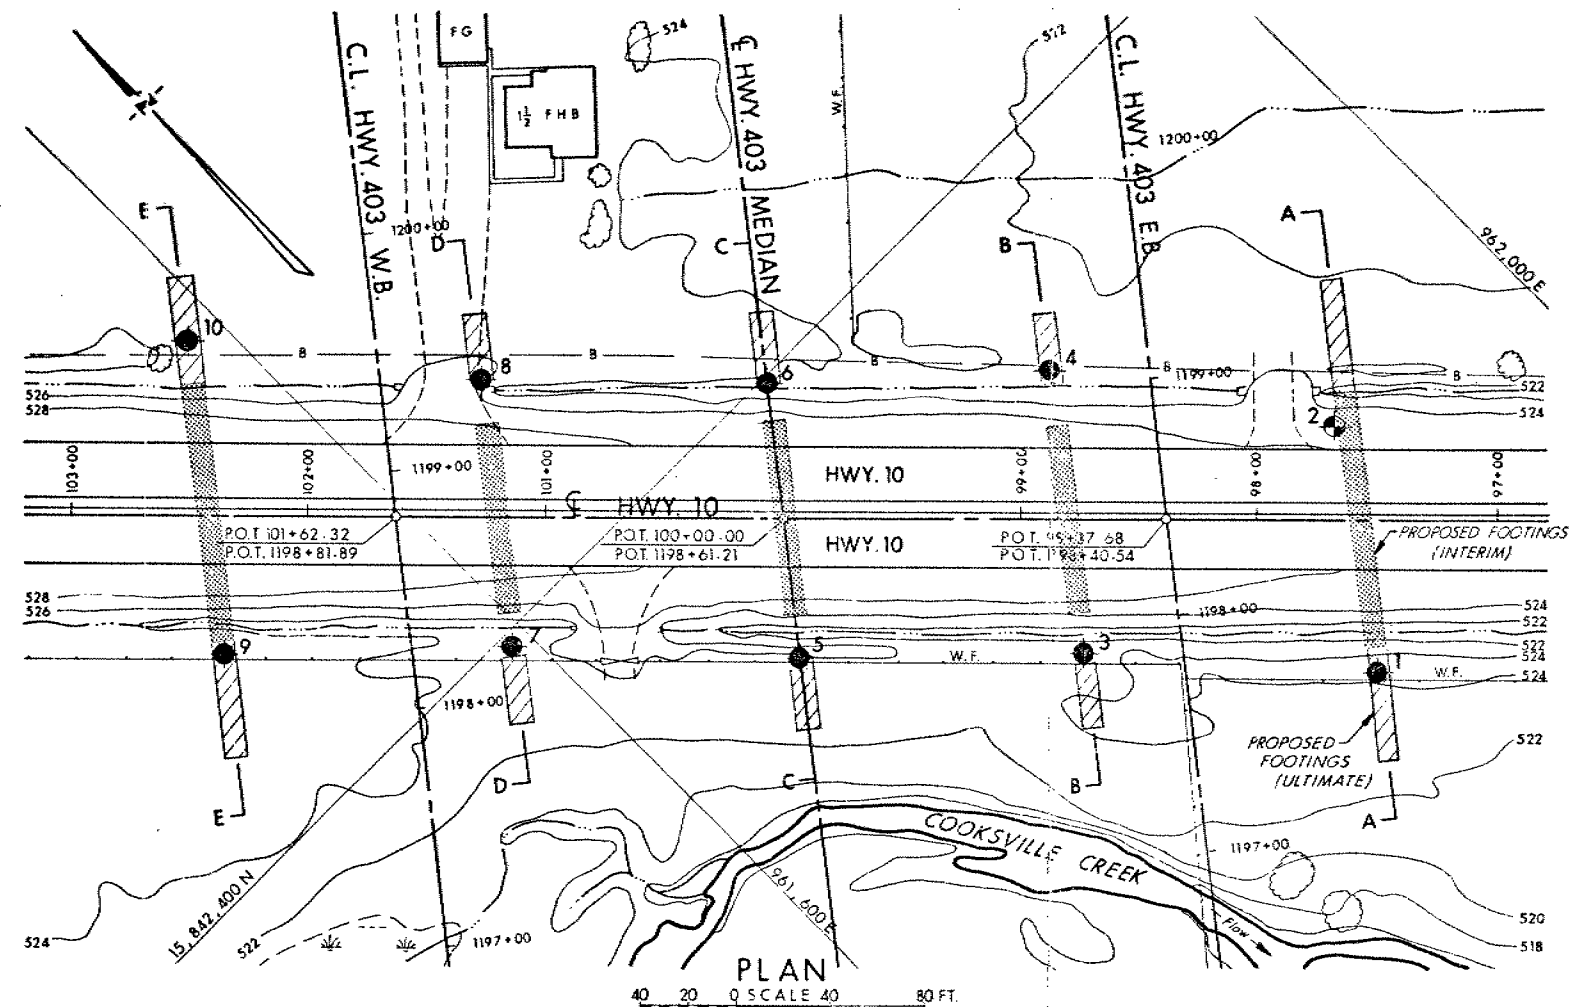 FG
524
572
C.L. HWY. 403 W.B.
℄ HWY. 403 MEDIAN
C.L. HWY. 403 E.B.
1½ F H B
W.F.
1200+00
E
1200+00
D
C
B
A
962,000 E
10
8
6
4
B
B
B
B
B
1199+00
526
528
2
522
524
103+00
102+00
1199+00
101+00
HWY. 10
99+00
98+00
97+00
℄ HWY. 10
P.O.T. 101+62.32
P.O.T. 1198+81.89
P.O.T. 100+00.00
P.O.T. 1198+61.21
HWY. 10
P.O.T. 37.68
P.O.T. 40.54
PROPOSED FOOTINGS
(INTERIM)
528
526
1198+00
524
522
522
524
524
9
7
5
3
1
W.F.
W.F.
1198+00
PROPOSED
FOOTINGS
(ULTIMATE)
522
E
D
C
B
A
COOKSVILLE CREEK
1197+00
15,842,400 N
961,600 E
Flow
524
522
1197+00
520
518
PLAN
40 20 0 SCALE 40 80 FT.